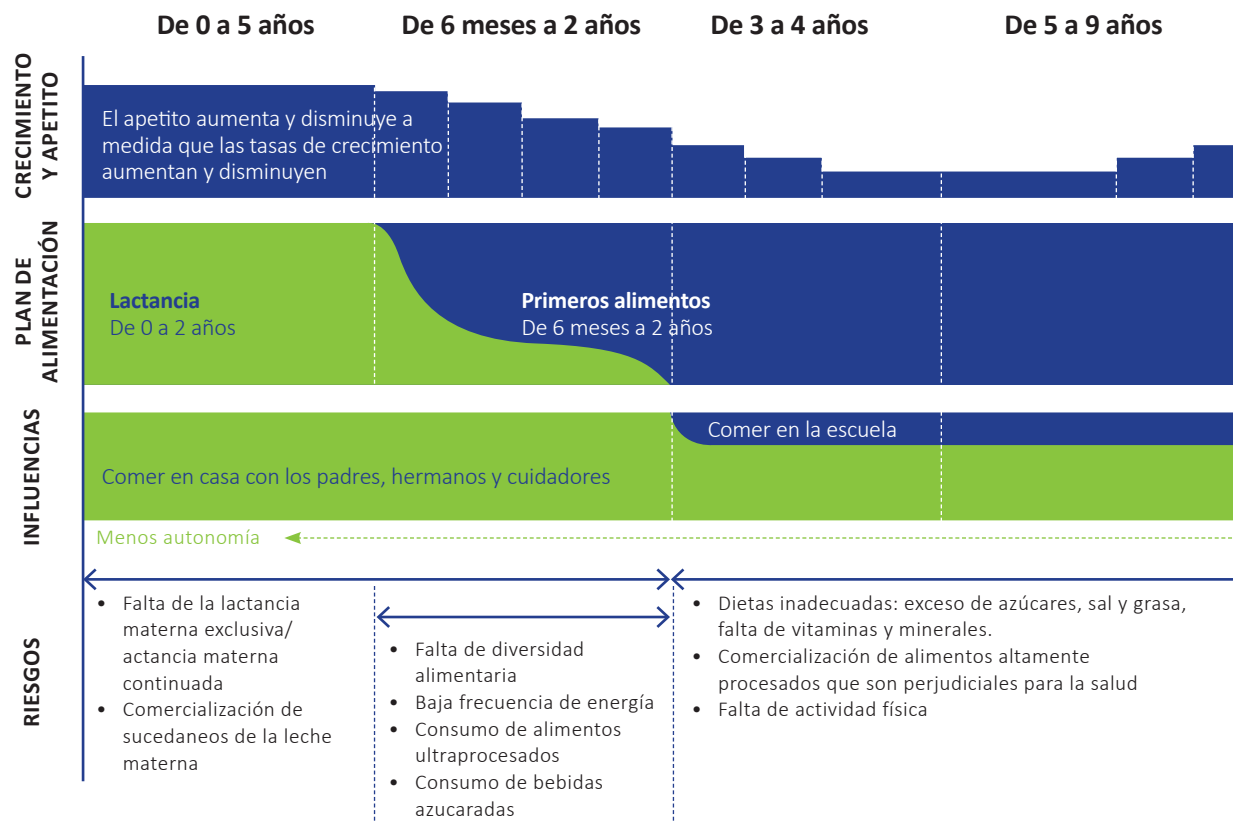 De 0 a 5 años
De 6 meses a 2 años
De 3 a 4 años
De 5 a 9 años
CRECIMIENTO
Y APETITO
El apetito aumenta y disminuye a
medida que las tasas de crecimiento
aumentan y disminuyen
PLAN DE
ALIMENTACIÓN
Lactancia
De 0 a 2 años
Primeros alimentos
De 6 meses a 2 años
INFLUENCIAS
Comer en la escuela
Comer en casa con los padres, hermanos y cuidadores
Menos autonomía
RIESGOS
• Falta de la lactancia
materna exclusiva/
actancia materna
continuada
• Comercialización de
sucedaneos de la leche
materna
• Falta de diversidad
alimentaria
• Baja frecuencia de energía
• Consumo de alimentos
ultraprocesados
• Consumo de bebidas
azucaradas
• Dietas inadecuadas: exceso de azúcares, sal y grasa,
falta de vitaminas y minerales.
• Comercialización de alimentos altamente
procesados que son perjudiciales para la salud
• Falta de actividad física